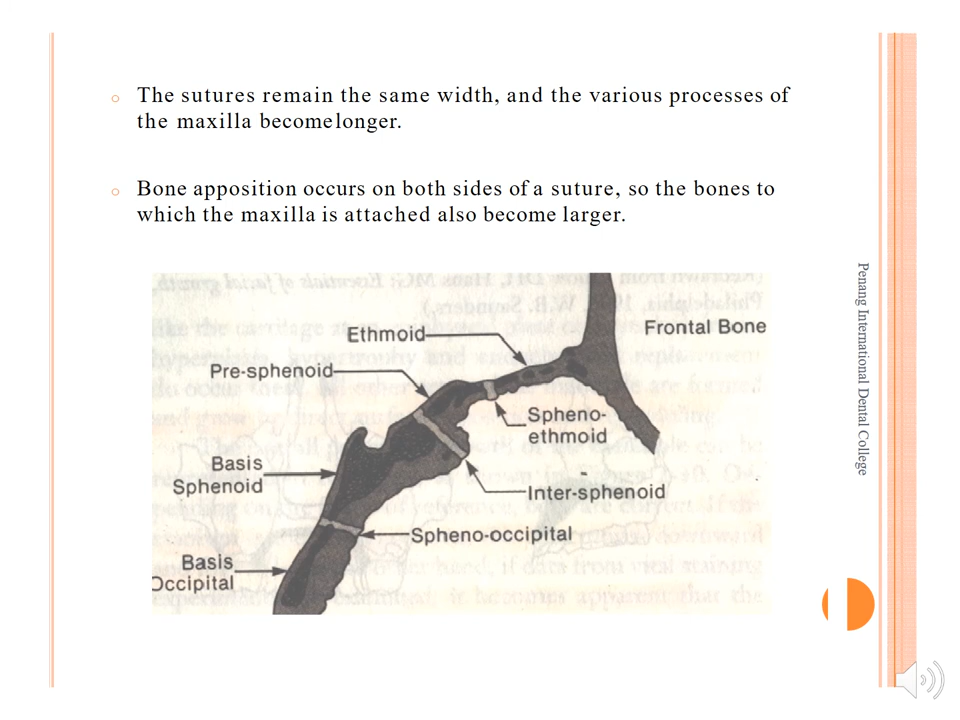 The sutures remain the same width, and the various processes of
the maxilla become longer.
Bone apposition occurs on both sides of a suture, so the bones to
which the maxilla is attached also become larger.
Ethmoid
Frontal Bone
Pre-sphenoid
Spheno-
ethmoid
Basis
Sphenoid
Inter-sphenoid
Spheno-occipital
Basis
Occipital
Penang International Dental College